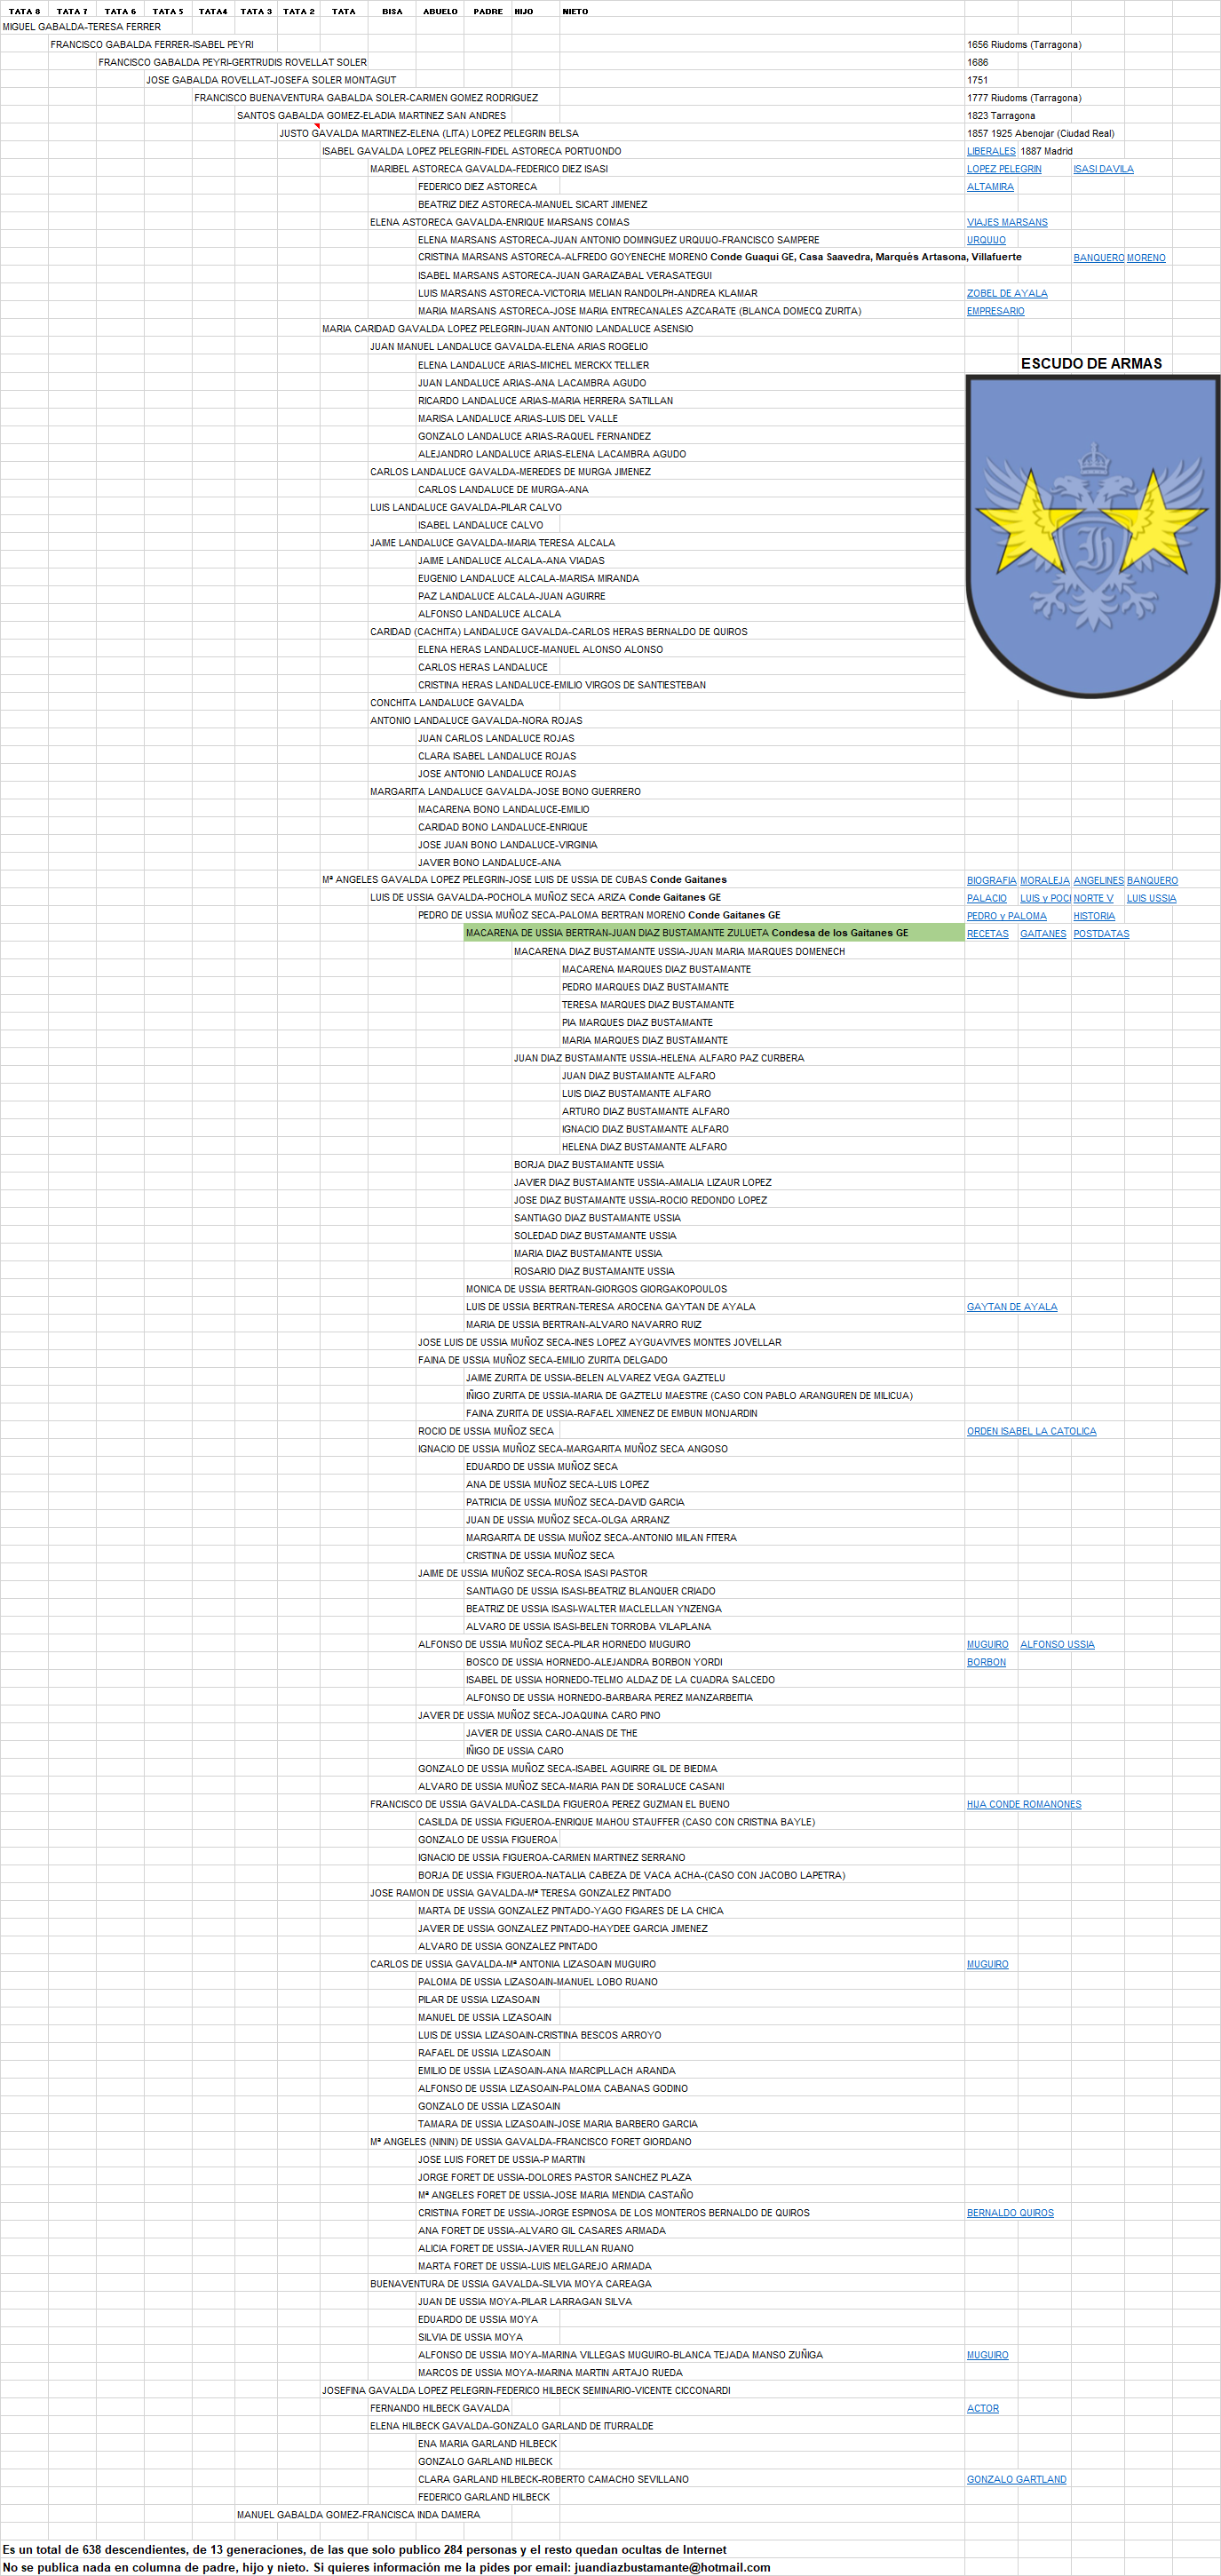 TATA 8 TATA 7 TATA 6 TATA 5 TATA4 TATA 3 TATA 2 TATA BISA ABUELO PADRE HIJO NIETO
MIGUEL GABALDA-TERESA FERRER
FRANCISCO GABALDA FERRER-ISABEL PEYRI 1656 Riudoms (Tarragona)
FRANCISCO GABALDA PEYRI-GERTRUDIS ROVELLAT SOLER 1686
JOSE GABALDA ROVELLAT-JOSEFA SOLER MONTAGUT 1751
FRANCISCO BUENAVENTURA GABALDA SOLER-CARMEN GOMEZ RODRIGUEZ 1777 Riudoms (Tarragona)
SANTOS GABALDA GOMEZ-ELADIA MARTINEZ SAN ANDRES 1823 Tarragona
JUSTO GAVALDA MARTINEZ-ELENA (LITA) LOPEZ PELEGRIN BELSA 1857 1925 Abenojar (Ciudad Real)
ISABEL GAVALDA LOPEZ PELEGRIN-FIDEL ASTORECA PORTUONDO LIBERALES 1887 Madrid
MARIBEL ASTORECA GAVALDA-FEDERICO DIEZ ISASI LOPEZ PELEGRIN ISASI DAVILA
FEDERICO DIEZ ASTORECA ALTAMIRA
BEATRIZ DIEZ ASTORECA-MANUEL SICART JIMENEZ
ELENA ASTORECA GAVALDA-ENRIQUE MARSANS COMAS VIAJES MARSANS
ELENA MARSANS ASTORECA-JUAN ANTONIO DOMINGUEZ URQUIJO-FRANCISCO SAMPERE URQUIJO
CRISTINA MARSANS ASTORECA-ALFREDO GOYENECHE MORENO Conde Guaqui GE, Casa Saavedra, Marqués Artasona, Villafuerte BANQUERO MORENO
ISABEL MARSANS ASTORECA-JUAN GARAIZABAL VERASATEGUI
LUIS MARSANS ASTORECA-VICTORIA MELIAN RANDOLPH-ANDREA KLAMAR ZOBEL DE AYALA
MARIA MARSANS ASTORECA-JOSE MARIA ENTRECANALES AZCARATE (BLANCA DOMECQ ZURITA) EMPRESARIO
MARIA CARIDAD GAVALDA LOPEZ PELEGRIN-JUAN ANTONIO LANDALUCE ASENSIO
JUAN MANUEL LANDALUCE GAVALDA-ELENA ARIAS ROGELIO
ELENA LANDALUCE ARIAS-MICHEL MERCKX TELLIER ESCUDO DE ARMAS
JUAN LANDALUCE ARIAS-ANA LACAMBRA AGUDO
RICARDO LANDALUCE ARIAS-MARIA HERRERA SATILLAN
MARISA LANDALUCE ARIAS-LUIS DEL VALLE
GONZALO LANDALUCE ARIAS-RAQUEL FERNANDEZ
ALEJANDRO LANDALUCE ARIAS-ELENA LACAMBRA AGUDO
CARLOS LANDALUCE GAVALDA-MEREDES DE MURGA JIMENEZ
CARLOS LANDALUCE DE MURGA-ANA
LUIS LANDALUCE GAVALDA-PILAR CALVO
ISABEL LANDALUCE CALVO
JAIME LANDALUCE GAVALDA-MARIA TERESA ALCALA
JAIME LANDALUCE ALCALA-ANA VIADAS
EUGENIO LANDALUCE ALCALA-MARISA MIRANDA
PAZ LANDALUCE ALCALA-JUAN AGUIRRE
ALFONSO LANDALUCE ALCALA
CARIDAD (CACHITA) LANDALUCE GAVALDA-CARLOS HERAS BERNALDO DE QUIROS
ELENA HERAS LANDALUCE-MANUEL ALONSO ALONSO
CARLOS HERAS LANDALUCE
CRISTINA HERAS LANDALUCE-EMILIO VIRGOS DE SANTIESTEBAN
CONCHITA LANDALUCE GAVALDA
ANTONIO LANDALUCE GAVALDA-NORA ROJAS
JUAN CARLOS LANDALUCE ROJAS
CLARA ISABEL LANDALUCE ROJAS
JOSE ANTONIO LANDALUCE ROJAS
MARGARITA LANDALUCE GAVALDA-JOSE BONO GUERRERO
MACARENA BONO LANDALUCE-EMILIO
CARIDAD BONO LANDALUCE-ENRIQUE
JOSE JUAN BONO LANDALUCE-VIRGINIA
JAVIER BONO LANDALUCE-ANA
Mª ANGELES GAVALDA LOPEZ PELEGRIN-JOSE LUIS DE USSIA DE CUBAS Conde Gaitanes BIOGRAFIA MORALEJA ANGELINES BANQUERO
LUIS DE USSIA GAVALDA-POCHOLA MUÑOZ SECA ARIZA Conde Gaitanes GE PALACIO LUIS y POCI NORTE V LUIS USSIA
PEDRO DE USSIA MUÑOZ SECA-PALOMA BERTRAN MORENO Conde Gaitanes GE PEDRO y PALOMA HISTORIA
MACARENA DE USSIA BERTRAN-JUAN DIAZ BUSTAMANTE ZULUETA Condesa de los Gaitanes GE RECETAS GAITANES POSTDATAS
MACARENA DIAZ BUSTAMANTE USSIA-JUAN MARIA MARQUES DOMENECH
MACARENA MARQUES DIAZ BUSTAMANTE
PEDRO MARQUES DIAZ BUSTAMANTE
TERESA MARQUES DIAZ BUSTAMANTE
PIA MARQUES DIAZ BUSTAMANTE
MARIA MARQUES DIAZ BUSTAMANTE
JUAN DIAZ BUSTAMANTE USSIA-HELENA ALFARO PAZ CURBERA
JUAN DIAZ BUSTAMANTE ALFARO
LUIS DIAZ BUSTAMANTE ALFARO
ARTURO DIAZ BUSTAMANTE ALFARO
IGNACIO DIAZ BUSTAMANTE ALFARO
HELENA DIAZ BUSTAMANTE ALFARO
BORJA DIAZ BUSTAMANTE USSIA
JAVIER DIAZ BUSTAMANTE USSIA-AMALIA LIZAUR LOPEZ
JOSE DIAZ BUSTAMANTE USSIA-ROCIO REDONDO LOPEZ
SANTIAGO DIAZ BUSTAMANTE USSIA
SOLEDAD DIAZ BUSTAMANTE USSIA
MARIA DIAZ BUSTAMANTE USSIA
ROSARIO DIAZ BUSTAMANTE USSIA
MONICA DE USSIA BERTRAN-GIORGOS GIORGAKOPOULOS
LUIS DE USSIA BERTRAN-TERESA AROCENA GAYTAN DE AYALA GAYTAN DE AYALA
MARIA DE USSIA BERTRAN-ALVARO NAVARRO RUIZ
JOSE LUIS DE USSIA MUÑOZ SECA-INES LOPEZ AYGUAVIVES MONTES JOVELLAR
FAINA DE USSIA MUÑOZ SECA-EMILIO ZURITA DELGADO
JAIME ZURITA DE USSIA-BELEN ALVAREZ VEGA GAZTELU
IÑIGO ZURITA DE USSIA-MARIA DE GAZTELU MAESTRE (CASO CON PABLO ARANGUREN DE MILICUA)
FAINA ZURITA DE USSIA-RAFAEL XIMENEZ DE EMBUN MONJARDIN
ROCIO DE USSIA MUÑOZ SECA ORDEN ISABEL LA CATOLICA
IGNACIO DE USSIA MUÑOZ SECA-MARGARITA MUÑOZ SECA ANGOSO
EDUARDO DE USSIA MUÑOZ SECA
ANA DE USSIA MUÑOZ SECA-LUIS LOPEZ
PATRICIA DE USSIA MUÑOZ SECA-DAVID GARCIA
JUAN DE USSIA MUÑOZ SECA-OLGA ARRANZ
MARGARITA DE USSIA MUÑOZ SECA-ANTONIO MILAN FITERA
CRISTINA DE USSIA MUÑOZ SECA
JAIME DE USSIA MUÑOZ SECA-ROSA ISASI PASTOR
SANTIAGO DE USSIA ISASI-BEATRIZ BLANQUER CRIADO
BEATRIZ DE USSIA ISASI-WALTER MACLELLAN YNZENGA
ALVARO DE USSIA ISASI-BELEN TORROBA VILAPLANA
ALFONSO DE USSIA MUÑOZ SECA-PILAR HORNEDO MUGUIRO MUGUIRO ALFONSO USSIA
BOSCO DE USSIA HORNEDO-ALEJANDRA BORBON YORDI BORBON
ISABEL DE USSIA HORNEDO-TELMO ALDAZ DE LA CUADRA SALCEDO
ALFONSO DE USSIA HORNEDO-BARBARA PEREZ MANZARBEITIA
JAVIER DE USSIA MUÑOZ SECA-JOAQUINA CARO PINO
JAVIER DE USSIA CARO-ANAIS DE THE
IÑIGO DE USSIA CARO
GONZALO DE USSIA MUÑOZ SECA-ISABEL AGUIRRE GIL DE BIEDMA
ALVARO DE USSIA MUÑOZ SECA-MARIA PAN DE SORALUCE CASANI
FRANCISCO DE USSIA GAVALDA-CASILDA FIGUEROA PEREZ GUZMAN EL BUENO HIJA CONDE ROMANONES
CASILDA DE USSIA FIGUEROA-ENRIQUE MAHOU STAUFFER (CASO CON CRISTINA BAYLE)
GONZALO DE USSIA FIGUEROA
IGNACIO DE USSIA FIGUEROA-CARMEN MARTINEZ SERRANO
BORJA DE USSIA FIGUEROA-NATALIA CABEZA DE VACA ACHA-(CASO CON JACOBO LAPETRA)
JOSE RAMON DE USSIA GAVALDA-Mª TERESA GONZALEZ PINTADO
MARTA DE USSIA GONZALEZ PINTADO-YAGO FIGARES DE LA CHICA
JAVIER DE USSIA GONZALEZ PINTADO-HAYDEE GARCIA JIMENEZ
ALVARO DE USSIA GONZALEZ PINTADO
CARLOS DE USSIA GAVALDA-Mª ANTONIA LIZASOAIN MUGUIRO MUGUIRO
PALOMA DE USSIA LIZASOAIN-MANUEL LOBO RUANO
PILAR DE USSIA LIZASOAIN
MANUEL DE USSIA LIZASOAIN
LUIS DE USSIA LIZASOAIN-CRISTINA BESCOS ARROYO
RAFAEL DE USSIA LIZASOAIN
EMILIO DE USSIA LIZASOAIN-ANA MARCIPLLACH ARANDA
ALFONSO DE USSIA LIZASOAIN-PALOMA CABANAS GODINO
GONZALO DE USSIA LIZASOAIN
TAMARA DE USSIA LIZASOAIN-JOSE MARIA BARBERO GARCIA
Mª ANGELES (NININ) DE USSIA GAVALDA-FRANCISCO FORET GIORDANO
JOSE LUIS FORET DE USSIA-P MARTIN
JORGE FORET DE USSIA-DOLORES PASTOR SANCHEZ PLAZA
Mª ANGELES FORET DE USSIA-JOSE MARIA MENDIA CASTAÑO
CRISTINA FORET DE USSIA-JORGE ESPINOSA DE LOS MONTEROS BERNALDO DE QUIROS BERNALDO QUIROS
ANA FORET DE USSIA-ALVARO GIL CASARES ARMADA
ALICIA FORET DE USSIA-JAVIER RULLAN RUANO
MARTA FORET DE USSIA-LUIS MELGAREJO ARMADA
BUENAVENTURA DE USSIA GAVALDA-SILVIA MOYA CAREAGA
JUAN DE USSIA MOYA-PILAR LARRAGAN SILVA
EDUARDO DE USSIA MOYA
SILVIA DE USSIA MOYA
ALFONSO DE USSIA MOYA-MARINA VILLEGAS MUGUIRO-BLANCA TEJADA MANSO ZUÑIGA MUGUIRO
MARCOS DE USSIA MOYA-MARINA MARTIN ARTAJO RUEDA
JOSEFINA GAVALDA LOPEZ PELEGRIN-FEDERICO HILBECK SEMINARIO-VICENTE CICCONARDI
FERNANDO HILBECK GAVALDA ACTOR
ELENA HILBECK GAVALDA-GONZALO GARLAND DE ITURRALDE
ENA MARIA GARLAND HILBECK
GONZALO GARLAND HILBECK
CLARA GARLAND HILBECK-ROBERTO CAMACHO SEVILLANO GONZALO GARTLAND
FEDERICO GARLAND HILBECK
MANUEL GABALDA GOMEZ-FRANCISCA INDA DAMERA
Es un total de 638 descendientes, de 13 generaciones, de las que solo publico 284 personas y el resto quedan ocultas de Internet
No se publica nada en columna de padre, hijo y nieto. Si quieres información me la pides por email: juandiazbustamante@hotmail.com